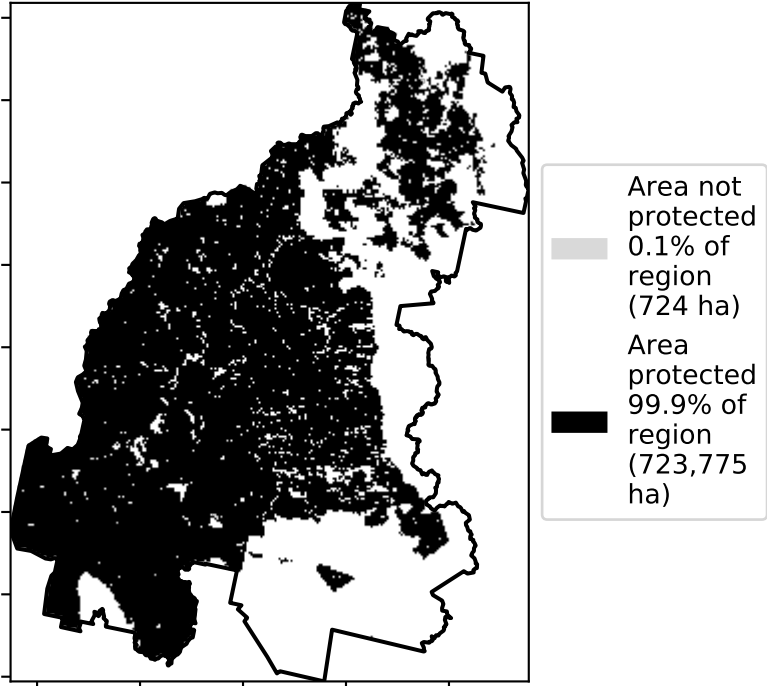 Area not
protected
0.1% of
region
(724 ha)
Area
protected
99.9% of
region
(723,775
ha)